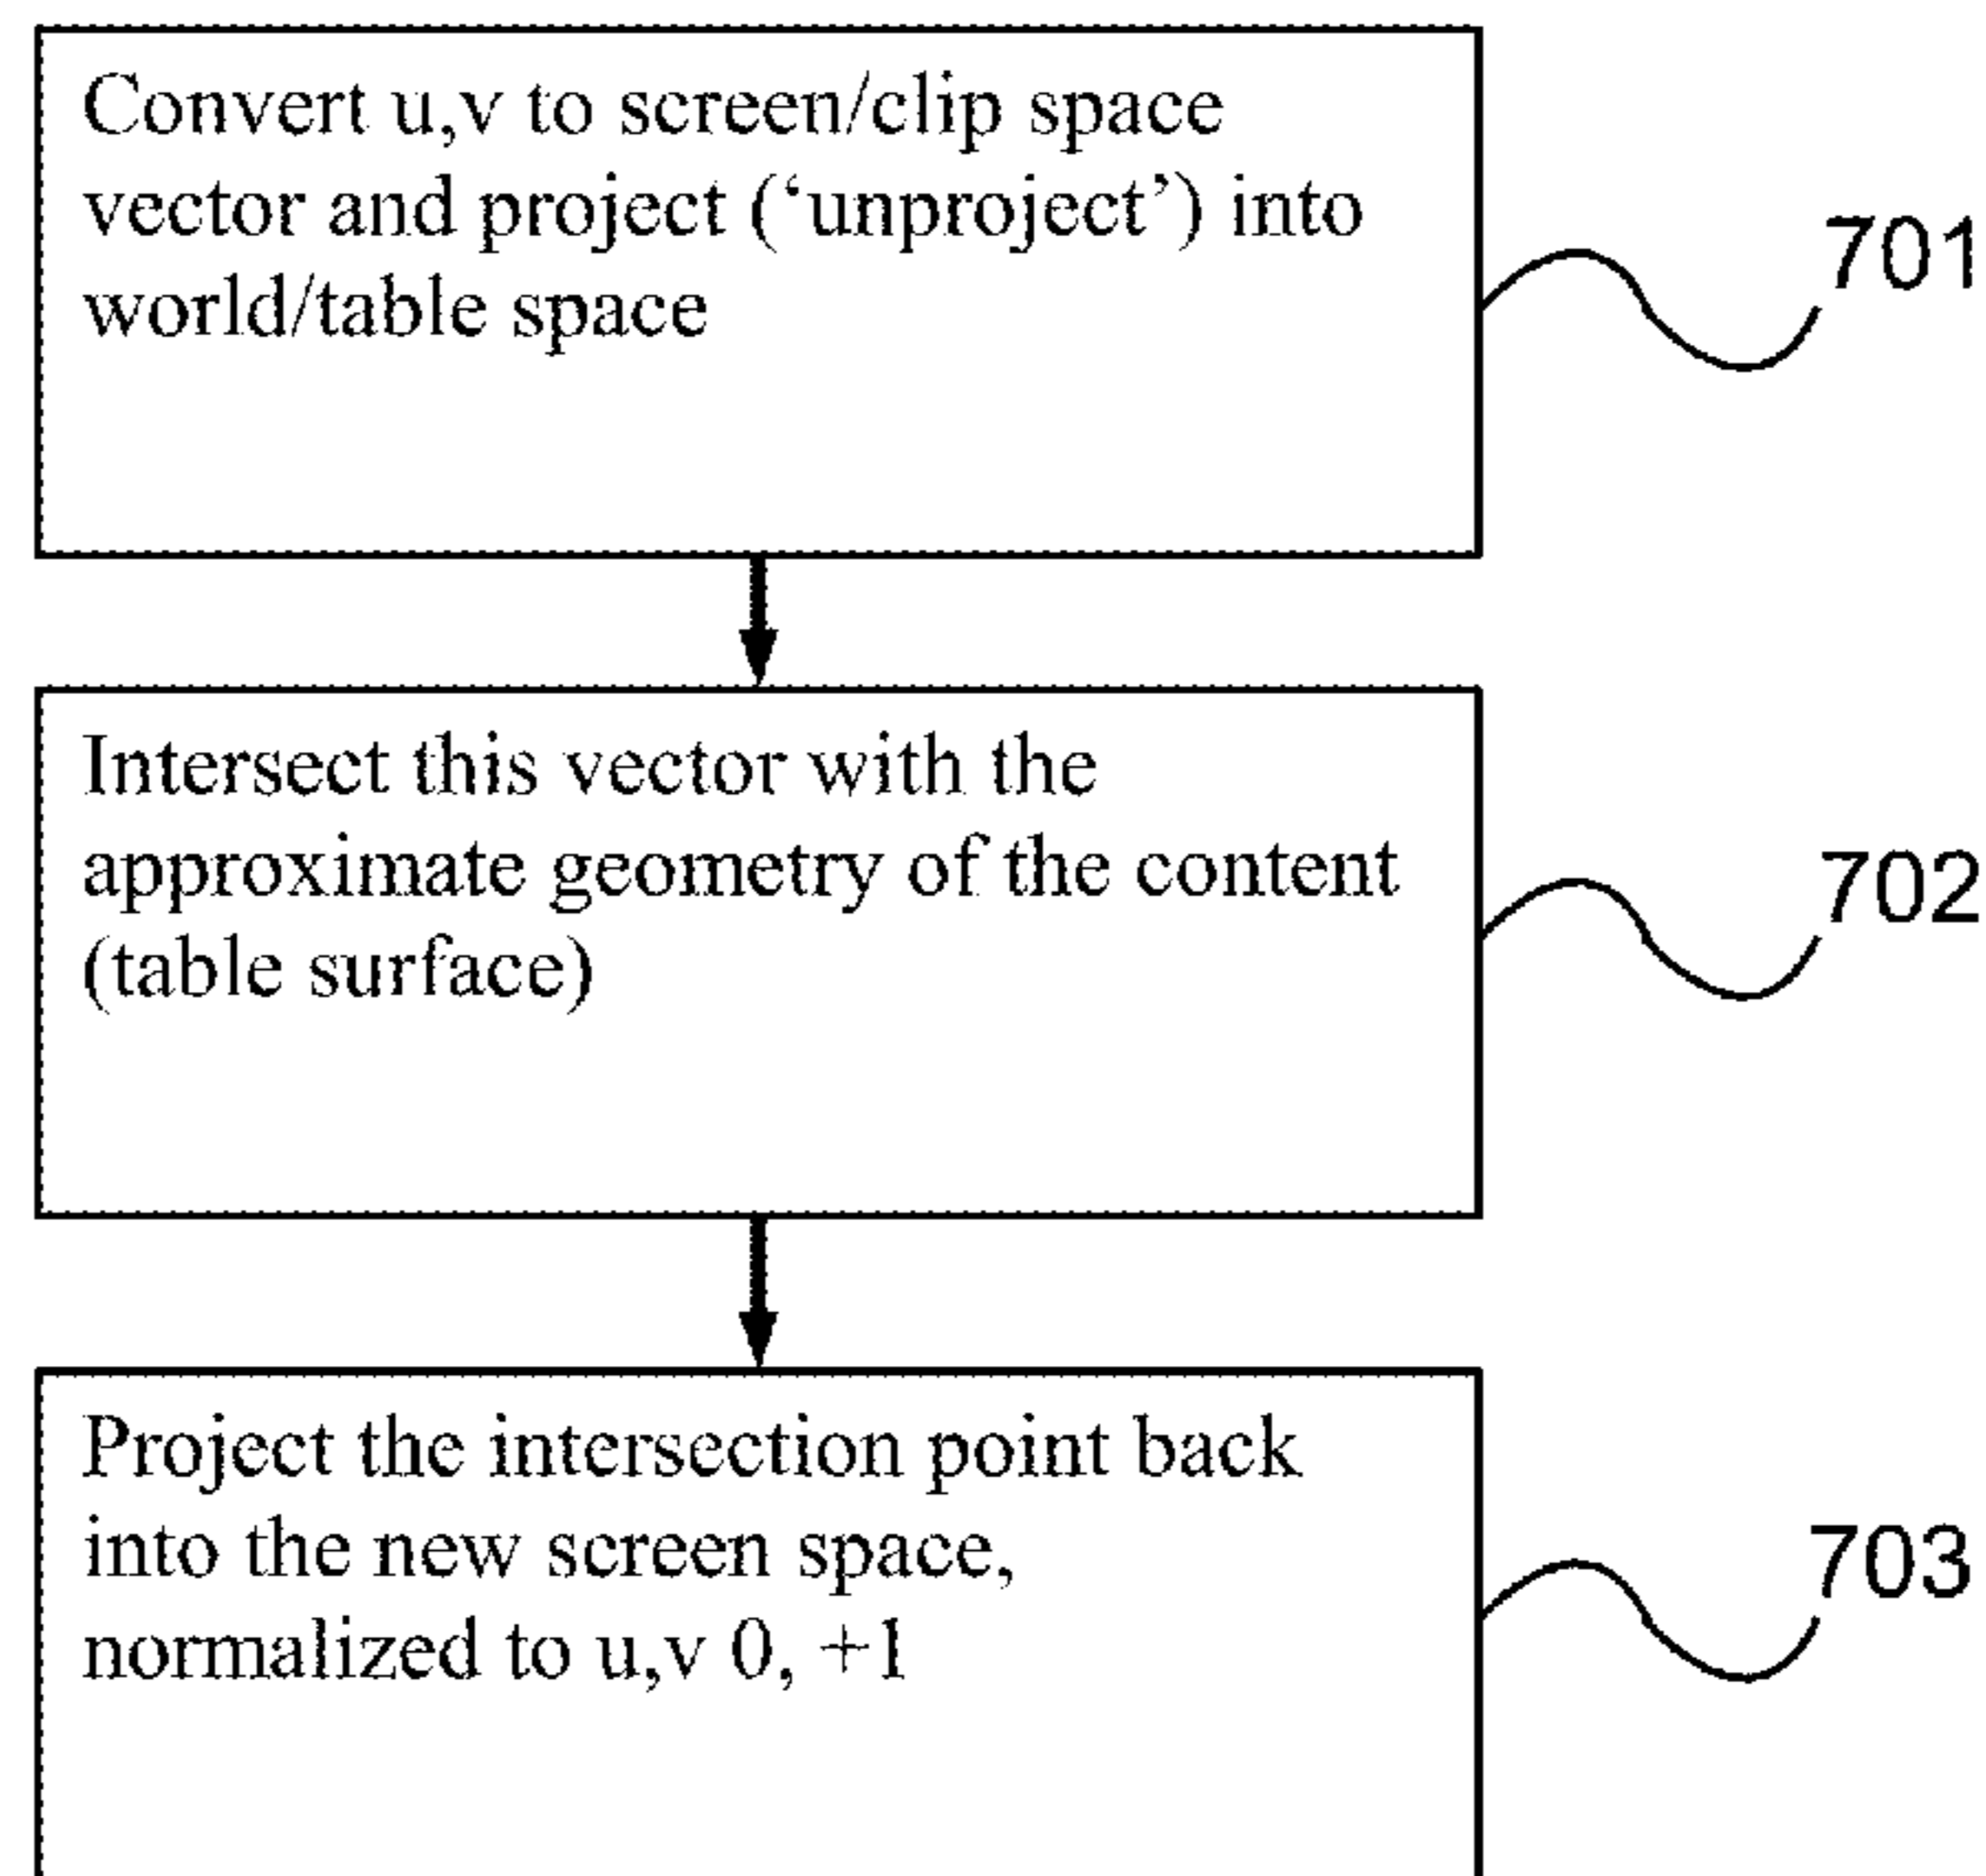 Convert u,v to screen/clip space
vector and project (‘unproject’) into
world/table space
701
Intersect this vector with the
approximate geometry of the content
(table surface)
702
Project the intersection point back
into the new screen space,
normalized to u,v 0, +1
703